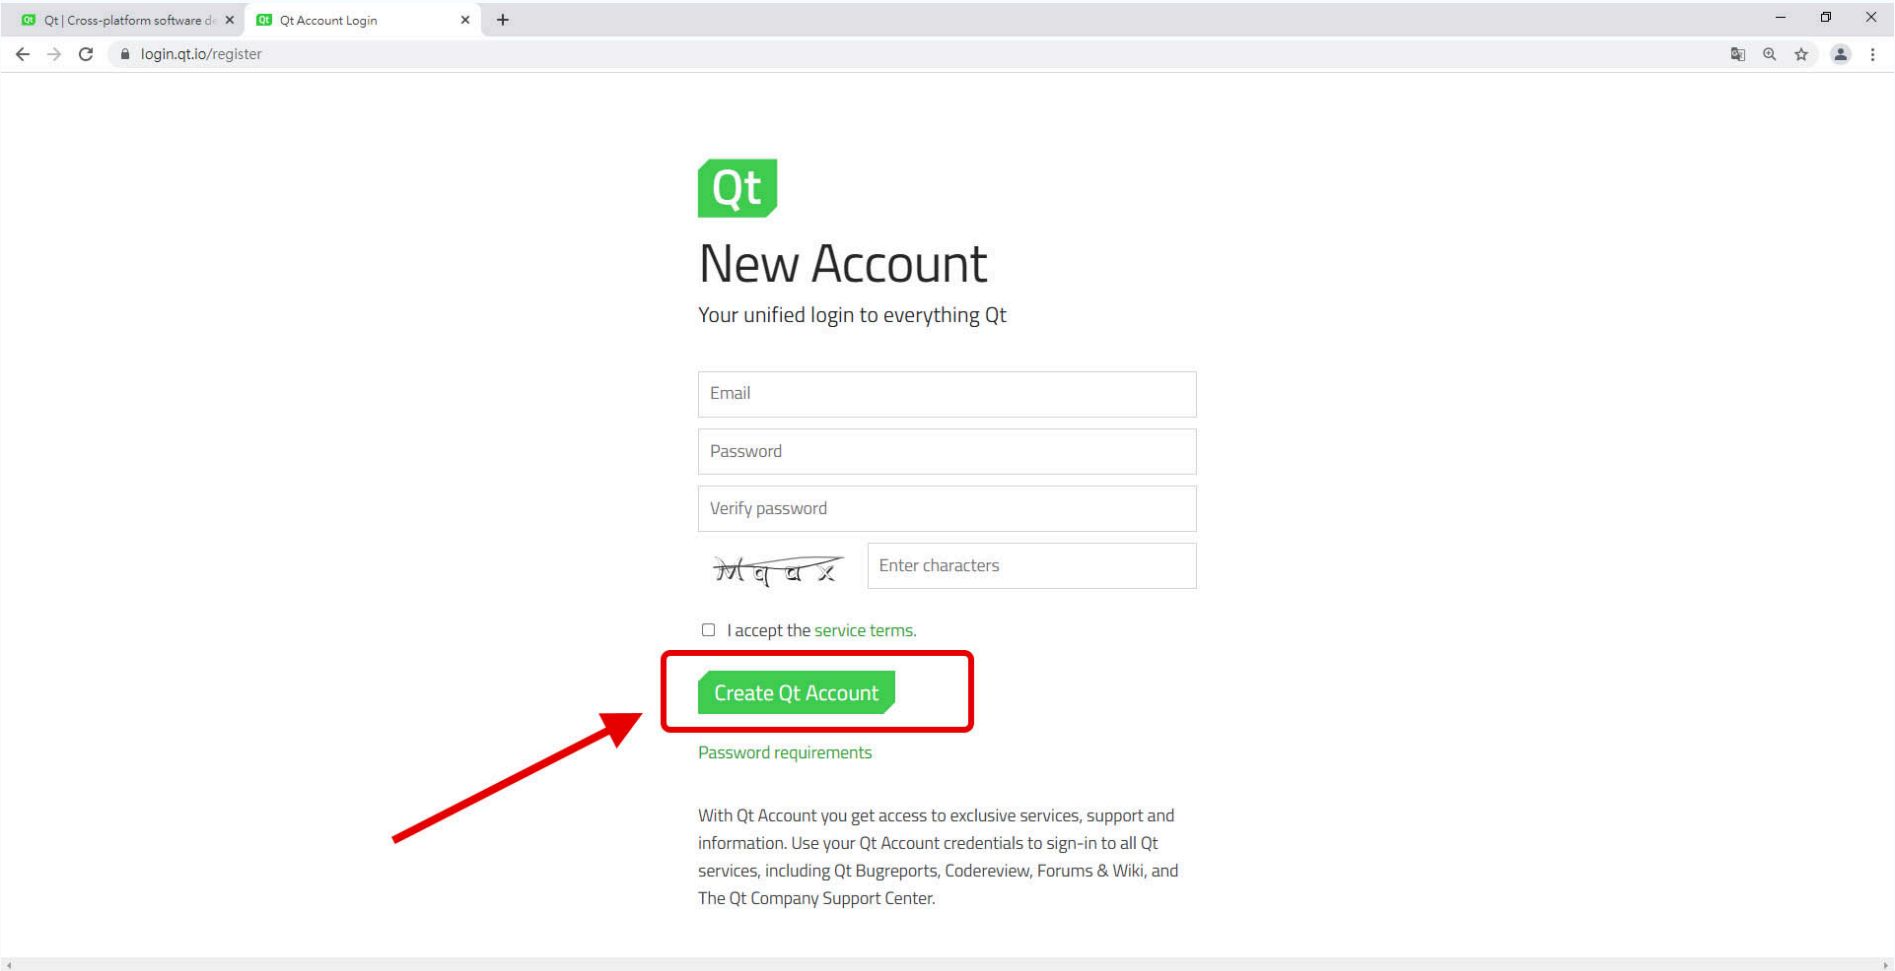 Qt | Cross-platform software de
Qt Account Login
login.qt.io/register
Qt
New Account
Your unified login to everything Qt
Email
Password
Verify password
Mqax
Enter characters
I accept the service terms.
Create Qt Account
Password requirements
With Qt Account you get access to exclusive services, support and
information. Use your Qt Account credentials to sign-in to all Qt
services, including Qt Bugreports, Codereview, Forums & Wiki, and
The Qt Company Support Center.